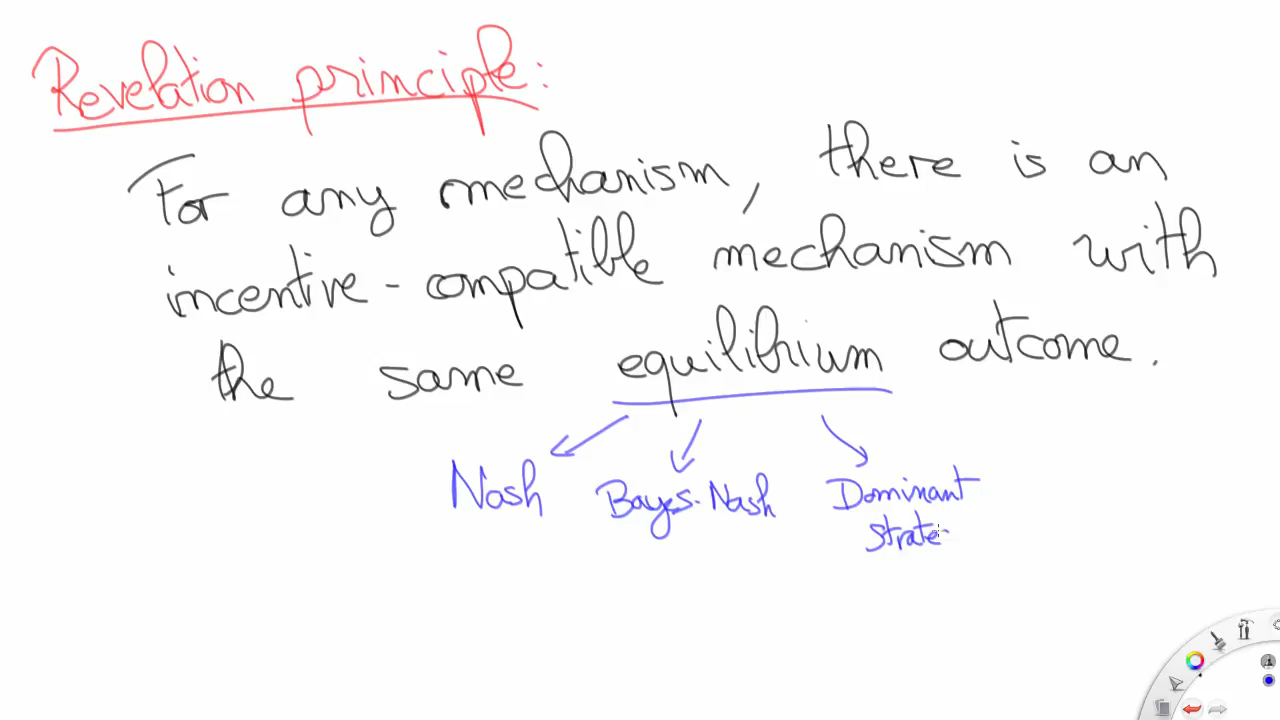 Revelation principle:
For any mechanism, there is an
incentive-compatible mechanism with
the same equilibrium outcome.
Nash Bayes-Nash Dominant
strate-